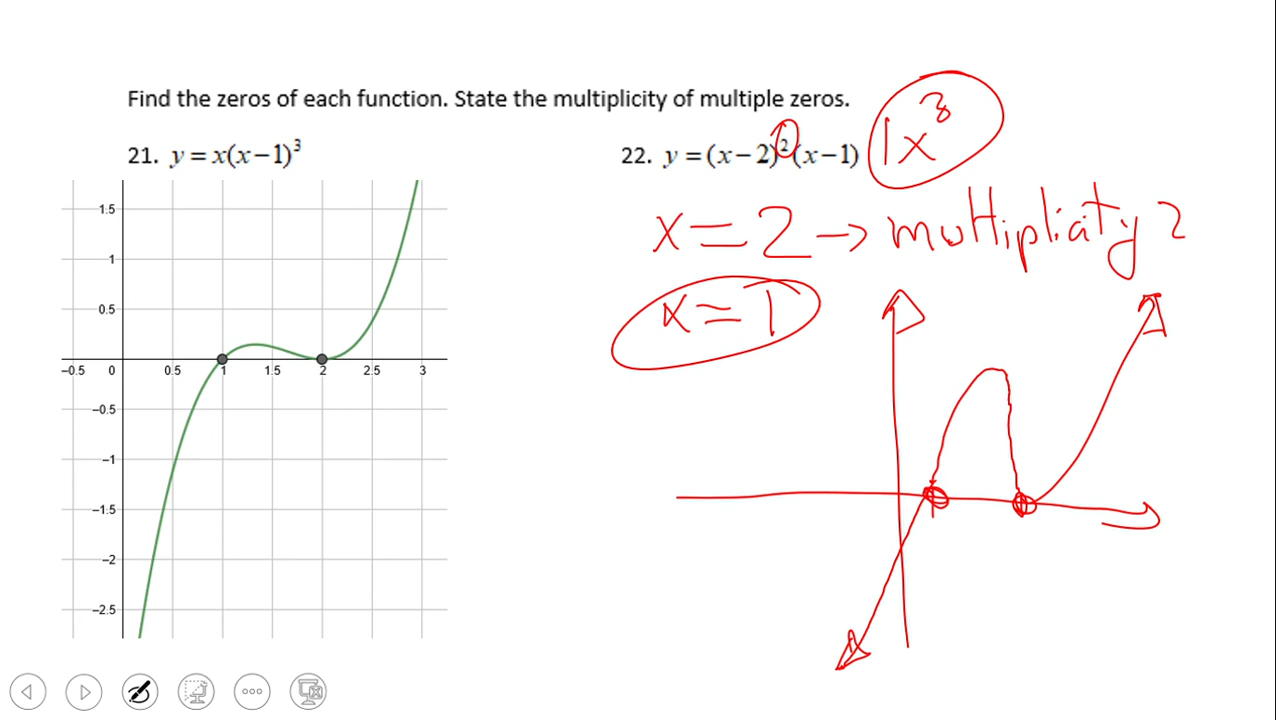 Find the zeros of each function. State the multiplicity of multiple zeros.
21. y = x(x−1)³
22. y = (x−2)²(x−1)
1x³
x = 2 → multipliaty 2
x = 1
1.5
1
0.5
−0.5 0 0.5 1 1.5 2 2.5 3
−0.5
−1
−1.5
−2
−2.5